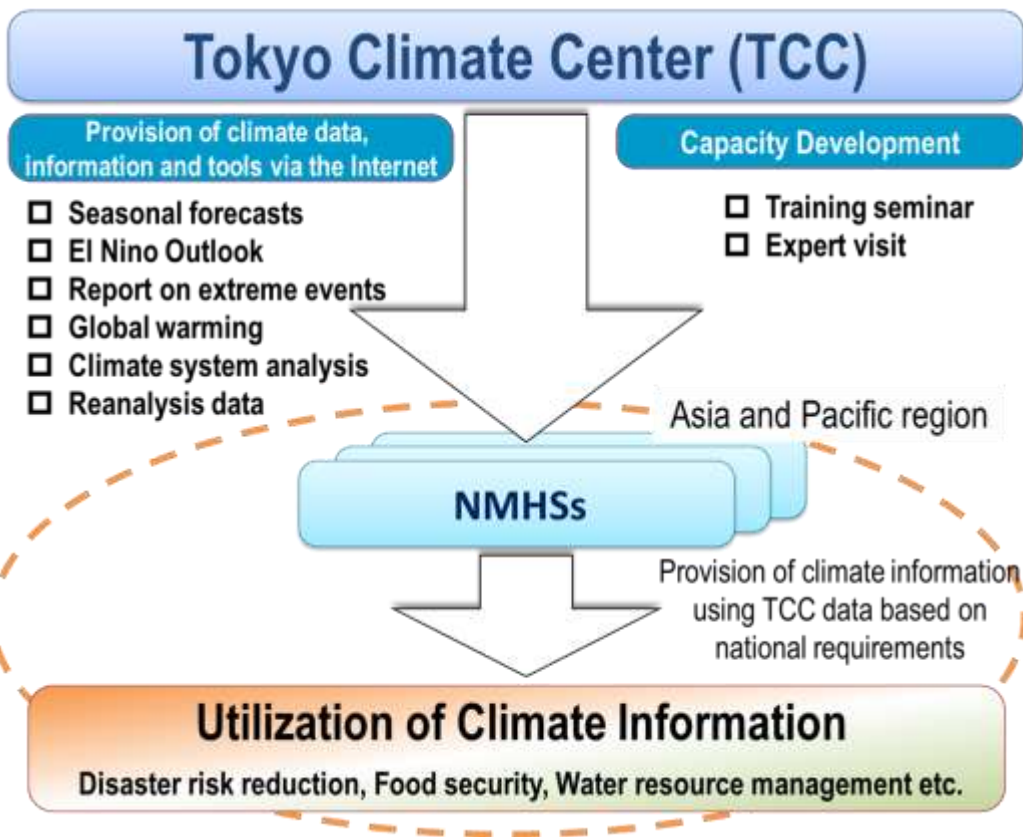 Tokyo Climate Center (TCC)
Provision of climate data,
information and tools via the Internet
Seasonal forecasts
El Nino Outlook
Report on extreme events
Global warming
Climate system analysis
Reanalysis data
Capacity Development
Training seminar
Expert visit
Asia and Pacific region
NMHSs
Provision of climate information
using TCC data based on
national requirements
Utilization of Climate Information
Disaster risk reduction, Food security, Water resource management etc.